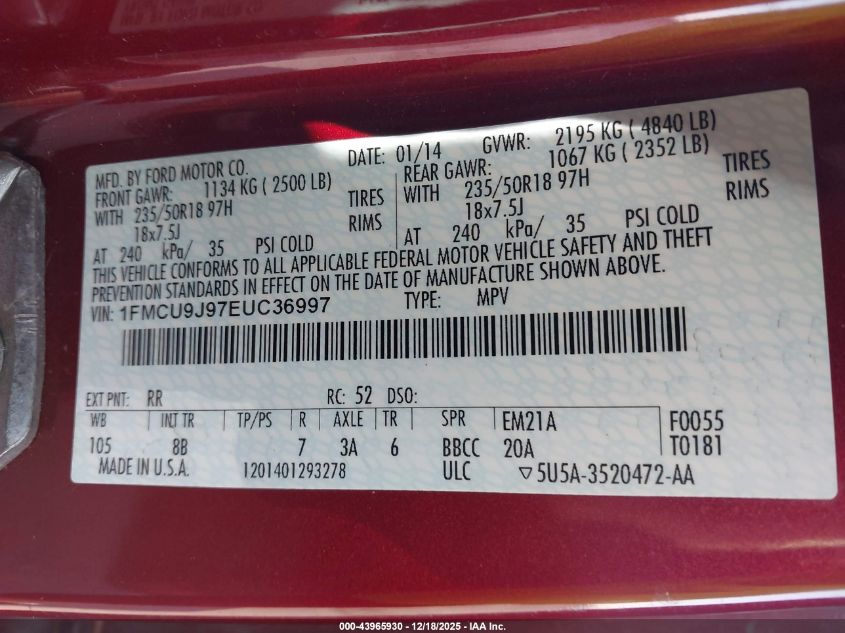 MFD. BY FORD MOTOR CO.
DATE: 01/14
GVWR: 2195 KG ( 4840 LB)
FRONT GAWR: 1134 KG ( 2500 LB)
REAR GAWR: 1067 KG ( 2352 LB)
WITH 235/50R18 97H TIRES
WITH 235/50R18 97H TIRES
18x7.5J RIMS
18x7.5J RIMS
AT 240 kPa/ 35 PSI COLD
AT 240 kPa/ 35 PSI COLD
THIS VEHICLE CONFORMS TO ALL APPLICABLE FEDERAL MOTOR VEHICLE SAFETY AND THEFT
PREVENTION STANDARDS IN EFFECT ON THE DATE OF MANUFACTURE SHOWN ABOVE.
VIN: 1FMCU9J97EUC36997 TYPE: MPV
EXT PNT: RR RC: 52 DSO:
WB INT TR TP/PS R AXLE TR SPR EM21A F0055
105 8B 7 3A 6 BBCC 20A T0181
MADE IN U.S.A. 1201401293278 ULC ▽5U5A-3520472-AA
000-43965930 - 12/18/2025 - IAA Inc.